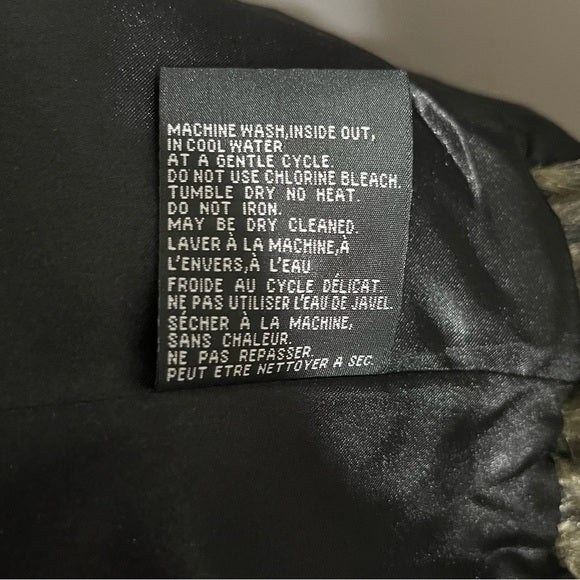 MACHINE WASH,INSIDE OUT,
IN COOL WATER
AT A GENTLE CYCLE.
DO NOT USE CHLORINE BLEACH.
TUMBLE DRY NO HEAT.
DO NOT IRON.
MAY BE DRY CLEANED.
LAVER À LA MACHINE,À
L'ENVERS,À L'EAU
FROIDE AU CYCLE DÉLICAT.
NE PAS UTILISER L'EAU DE JAVEL.
SÉCHER À LA MACHINE,
SANS CHALEUR.
NE PAS REPASSER.
PEUT ETRE NETTOYER A SEC.